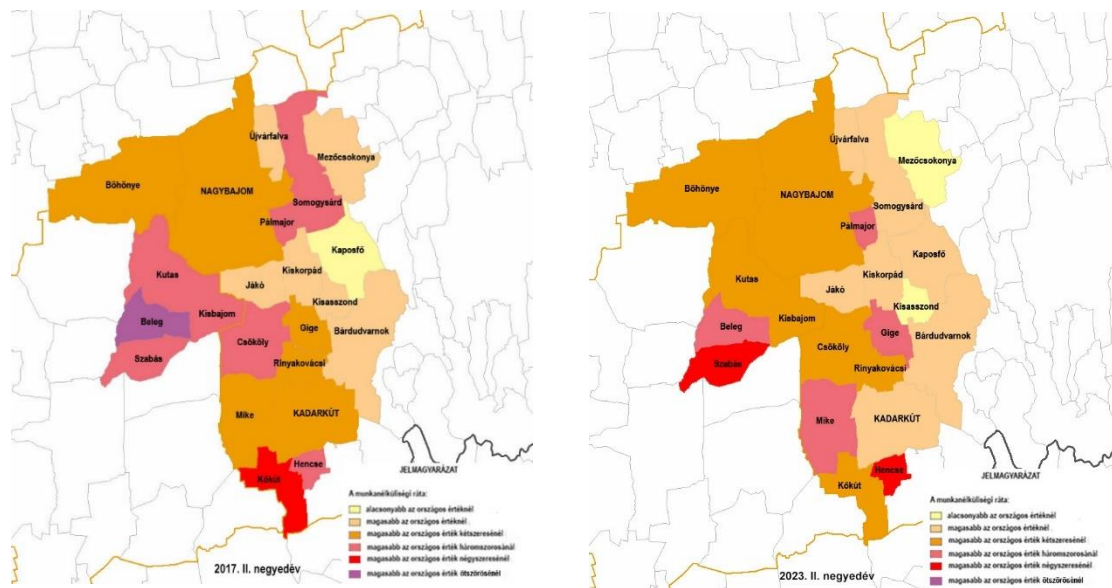 Újvárfalva
Mezőcsokonya
Böhönye
NAGYBAJOM
Somogysárd
Pálmajor
Kaposfő
Kutas
Kiskorpád
Jákó
Kisasszond
Beleg
Kisbajom
Gige
Bárdudvarnok
Csököly
Szabás
Rinyakovácsi
Mike
KADARKÚT
Hencse
Kőkút
JELMAGYARÁZAT
A munkanélküliségi ráta:
alacsonyabb az országos értéknél
magasabb az országos értéknél
magasabb az országos érték kétszeresénél
magasabb az országos érték háromszorosánál
magasabb az országos érték négyszeresénél
magasabb az országos érték ötszörösénél
2017. II. negyedév
Újvárfalva
Mezőcsokonya
Böhönye
NAGYBAJOM
Somogysárd
Pálmajor
Kaposfő
Kutas
Kiskorpád
Jákó
Kisasszond
Beleg
Kisbajom
Gige
Bárdudvarnok
Csököly
Szabás
Rinyakovácsi
Mike
KADARKÚT
Hencse
Kőkút
JELMAGYARÁZAT
A munkanélküliségi ráta:
alacsonyabb az országos értéknél
magasabb az országos értéknél
magasabb az országos érték kétszeresénél
magasabb az országos érték háromszorosánál
magasabb az országos érték négyszeresénél
magasabb az országos érték ötszörösénél
2023. II. negyedév